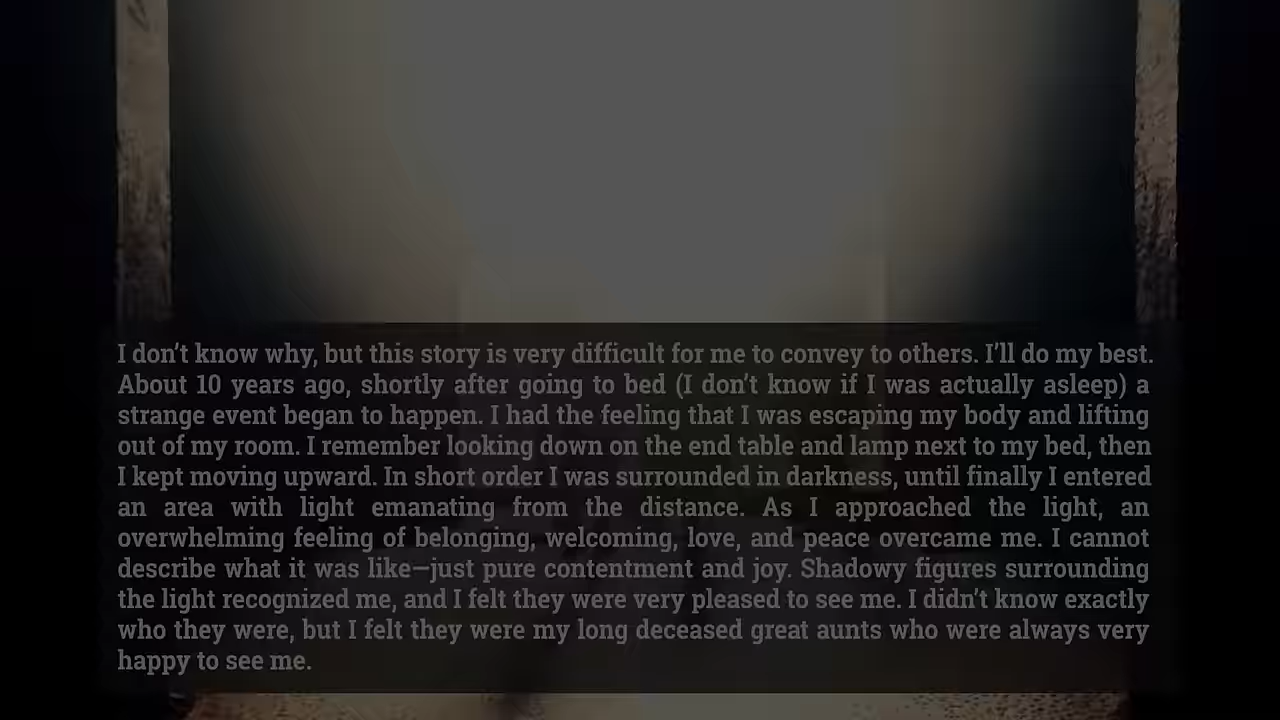 I don’t know why, but this story is very difficult for me to convey to others. I’ll do my best.
About 10 years ago, shortly after going to bed (I don’t know if I was actually asleep) a
strange event began to happen. I had the feeling that I was escaping my body and lifting
out of my room. I remember looking down on the end table and lamp next to my bed, then
I kept moving upward. In short order I was surrounded in darkness, until finally I entered
an area with light emanating from the distance. As I approached the light, an
overwhelming feeling of belonging, welcoming, love, and peace overcame me. I cannot
describe what it was like—just pure contentment and joy. Shadowy figures surrounding
the light recognized me, and I felt they were very pleased to see me. I didn’t know exactly
who they were, but I felt they were my long deceased great aunts who were always very
happy to see me.